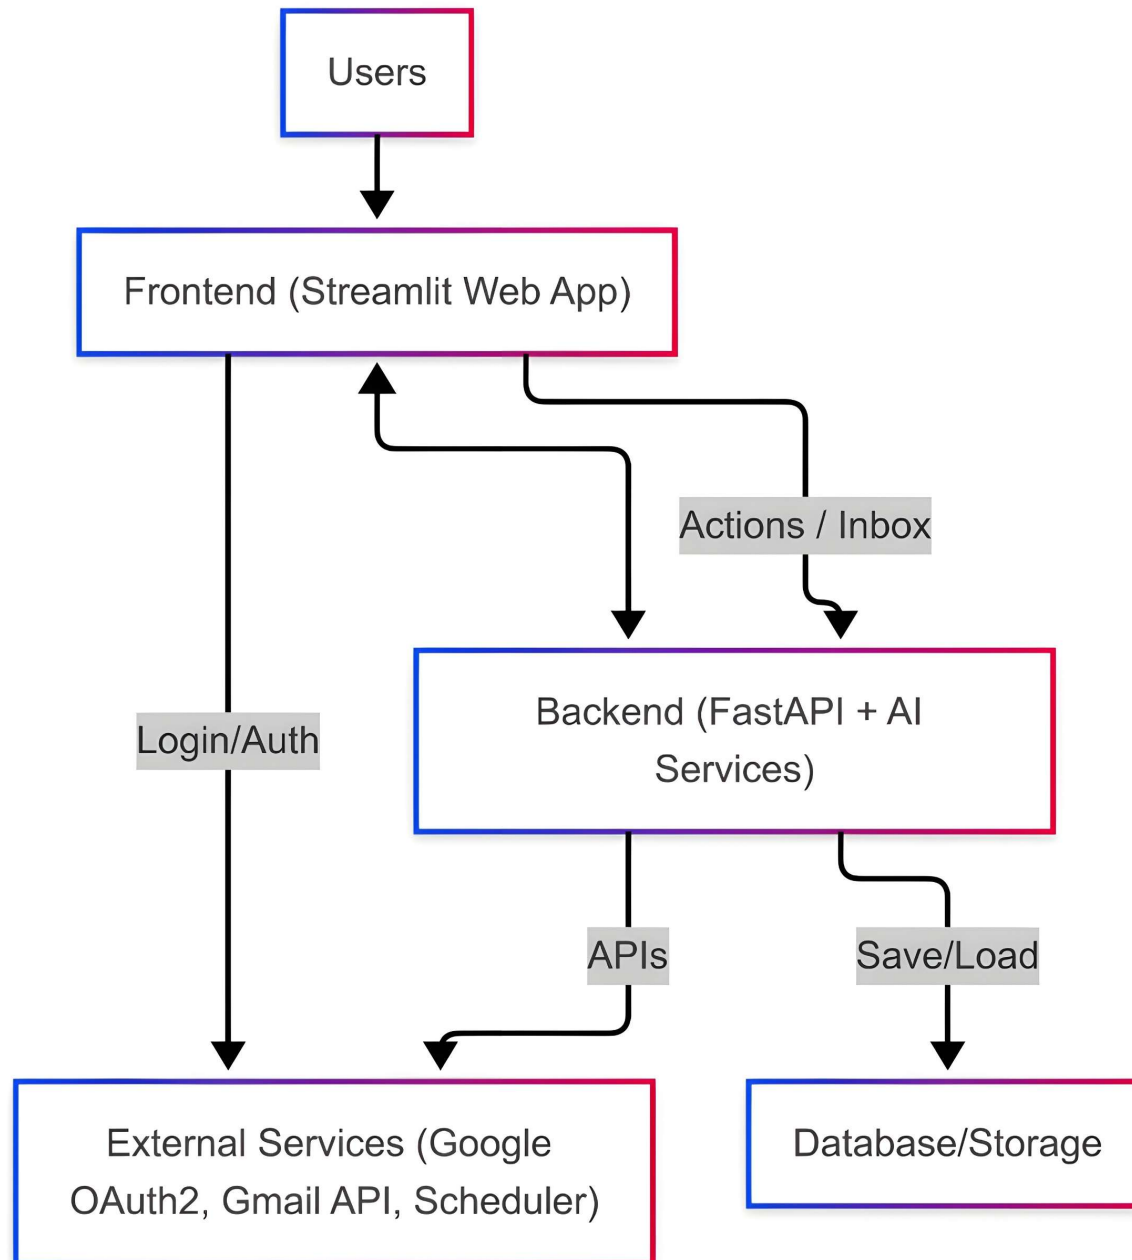 Users
Frontend (Streamlit Web App)
Actions / Inbox
Backend (FastAPI + AI
Services)
Login/Auth
APIs
Save/Load
External Services (Google
OAuth2, Gmail API, Scheduler)
Database/Storage